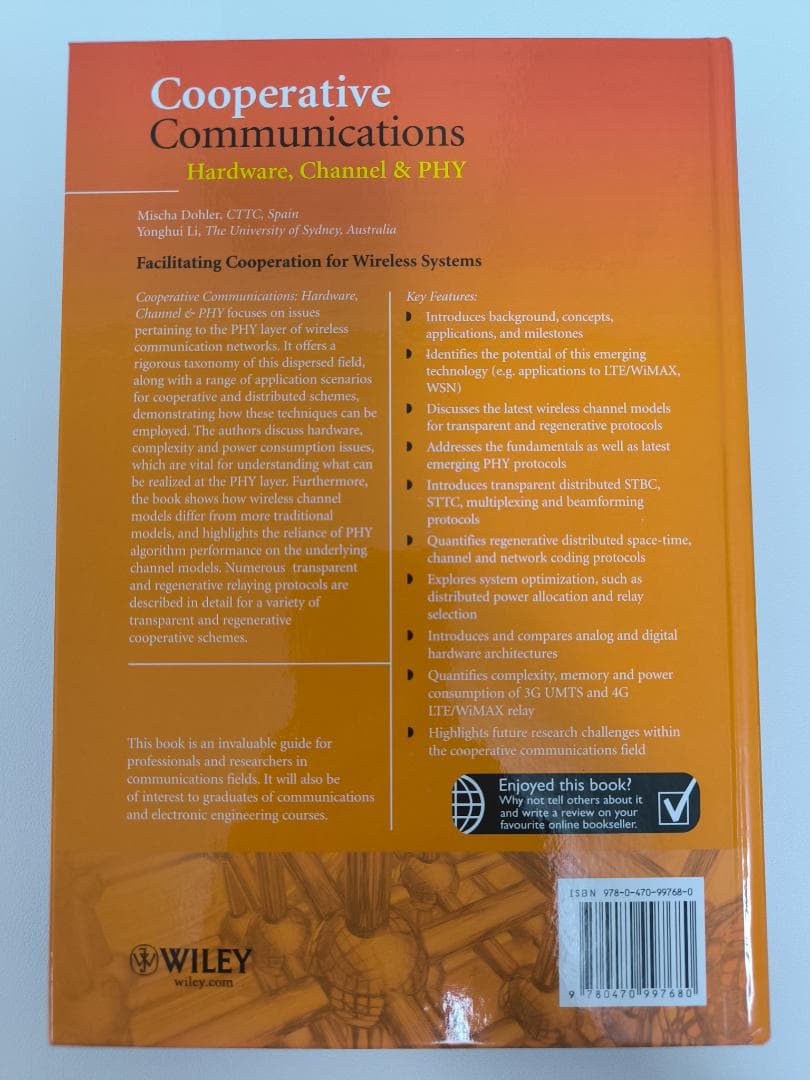 Cooperative
Communications
Hardware, Channel & PHY
Mischa Dohler, CTTC, Spain
Yonghui Li, The University of Sydney, Australia
Facilitating Cooperation for Wireless Systems
Cooperative Communications: Hardware,
Channel & PHY focuses on issues
pertaining to the PHY layer of wireless
communication networks. It offers a
rigorous taxonomy of this dispersed field,
along with a range of application scenarios
for cooperative and distributed schemes,
demonstrating how these techniques can be
employed. The authors discuss hardware,
complexity and power consumption issues,
which are vital for understanding what can
be realized at the PHY layer. Furthermore,
the book shows how wireless channel
models differ from more traditional
models, and highlights the reliance of PHY
algorithm performance on the underlying
channel models. Numerous transparent
and regenerative relaying protocols are
described in detail for a variety of
transparent and regenerative
cooperative schemes.
This book is an invaluable guide for
professionals and researchers in
communications fields. It will also be
of interest to graduates of communications
and electronic engineering courses.
Key Features:
Introduces background, concepts,
applications, and milestones
Identifies the potential of this emerging
technology (e.g. applications to LTE/WiMAX,
WSN)
Discusses the latest wireless channel models
for transparent and regenerative protocols
Addresses the fundamentals as well as latest
emerging PHY protocols
Introduces transparent distributed STBC,
STTC, multiplexing and beamforming
protocols
Quantifies regenerative distributed space-time,
channel and network coding protocols
Explores system optimization, such as
distributed power allocation and relay
selection
Introduces and compares analog and digital
hardware architectures
Quantifies complexity, memory and power
consumption of 3G UMTS and 4G
LTE/WiMAX relay
Highlights future research challenges within
the cooperative communications field
Enjoyed this book?
Why not tell others about it
and write a review on your
favourite online bookseller.
WILEY
wiley.com
ISBN 978-0-470-99768-0
9 780470 997680